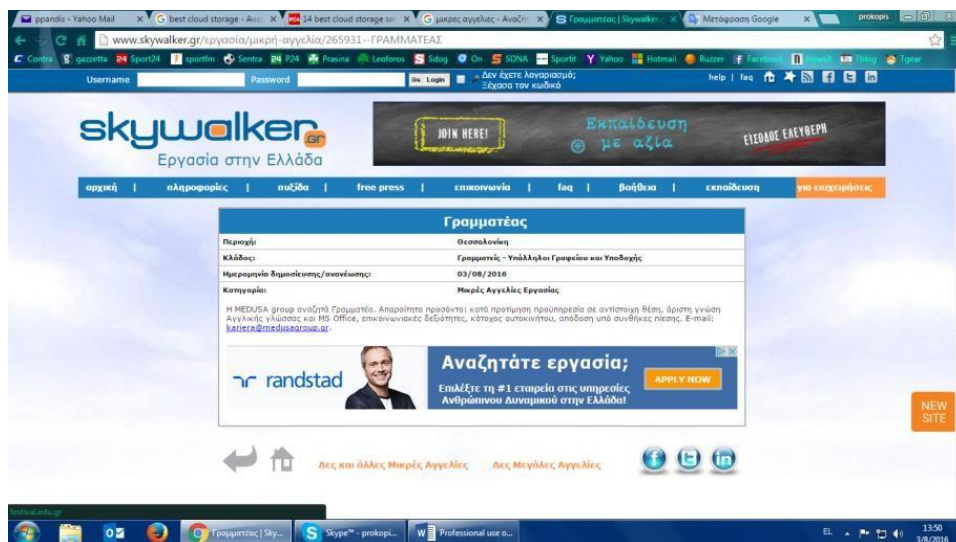 ppandis - Yahoo Mail
G best cloud storage - Ανα
14 best cloud storage ser
G μικρες αγγελιες - Αναζήτ
Γραμματέας | Skywalker
Μετάφραση Google
prokopis
www.skywalker.gr/εργασία/μικρή-αγγελία/265931--ΓΡΑΜΜΑΤΕΑΣ
Contra gazzetta Sport24 sportfm Sentra P24 Prasina Leoforos Sdog On SDNA Sportit Yahoo Hotmail Buzzer Facebook Tblog
Username Password Login Δεν έχετε λογαριασμό; help | faq
Ξέχασα τον κωδικό
skywalker.gr
Εργασία στην Ελλάδα
JOIN HERE!
Εκπαίδευση
με αξία
ΕΙΣΟΔΟΣ ΕΛΕΥΘΕΡΗ
αρχική | πληροφορίες | πυξίδα | free press | επικοινωνία | faq | βοήθεια | εκπαίδευση για επιχειρήσεις
Γραμματέας
Περιοχή: Θεσσαλονίκη
Κλάδος: Γραμματείς - Υπάλληλοι Γραφείου και Υποδοχής
Ημερομηνία δημοσίευσης/ανανέωσης: 03/08/2016
Κατηγορία: Μικρές Αγγελίες Εργασίας
Η MEDUSA group αναζητά Γραμματέα. Απαραίτητα προσόντα: κατά προτίμηση προϋπηρεσία σε αντίστοιχη θέση, άριστη γνώση
Αγγλικής γλώσσας και MS Office, επικοινωνιακές δεξιότητες, κάτοχος αυτοκινήτου, απόδοση υπό συνθήκες πίεσης. E-mail:
kariera@medusagroup.gr.
randstad
Αναζητάτε εργασία;
Επιλέξτε τη #1 εταιρεία στις υπηρεσίες
Ανθρώπινου Δυναμικού στην Ελλάδα!
APPLY NOW
NEW
SITE
Δες και άλλες Μικρές Αγγελίες Δες Μεγάλες Αγγελίες
festival.edu.gr
Γραμματέας | Sky... Skype™ - prokopi... Professional use o... EL 13:50
3/8/2016